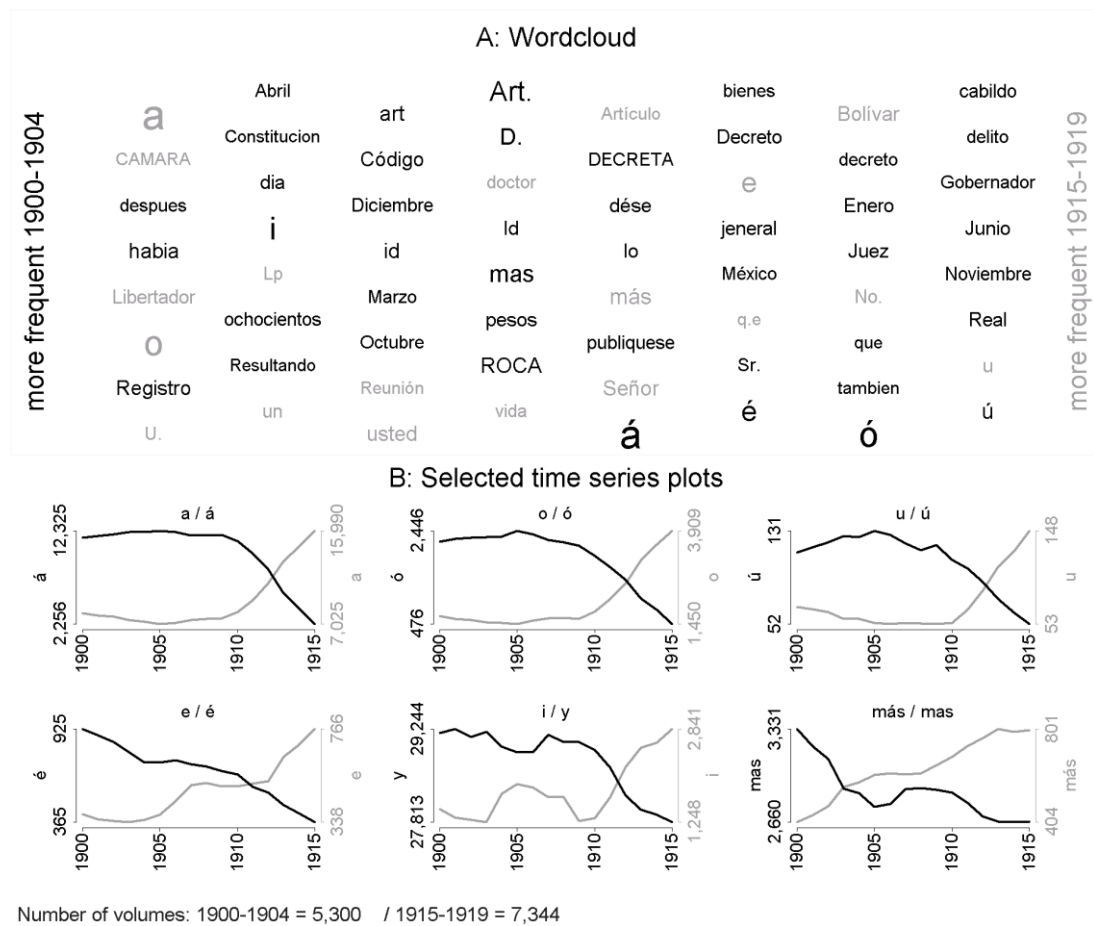 A: Wordcloud
more frequent 1900-1904
a
CAMARA
despues
habia
Libertador
o
Registro
U.
Abril
Constitucion
dia
i
Lp
ochocientos
Resultando
un
art
Código
Diciembre
id
Marzo
Octubre
Reunión
usted
Art.
D.
doctor
Id
mas
pesos
ROCA
vida
Artículo
DECRETA
dése
lo
más
publiquese
Señor
á
bienes
Decreto
e
jeneral
México
q.e
Sr.
é
Bolívar
decreto
Enero
Juez
No.
que
tambien
ó
cabildo
delito
Gobernador
Junio
Noviembre
Real
u
ú
more frequent 1915-1919
B: Selected time series plots
a / á
12,325
á
2,256
15,990
a
7,025
1900
1905
1910
1915
o / ó
2,446
ó
476
3,909
o
1,450
1900
1905
1910
1915
u / ú
131
ú
52
148
u
53
1900
1905
1910
1915
e / é
925
é
365
766
e
338
1900
1905
1910
1915
i / y
29,244
y
27,813
2,841
i
1,248
1900
1905
1910
1915
más / mas
3,331
mas
2,660
801
más
404
1900
1905
1910
1915
Number of volumes: 1900-1904 = 5,300 / 1915-1919 = 7,344